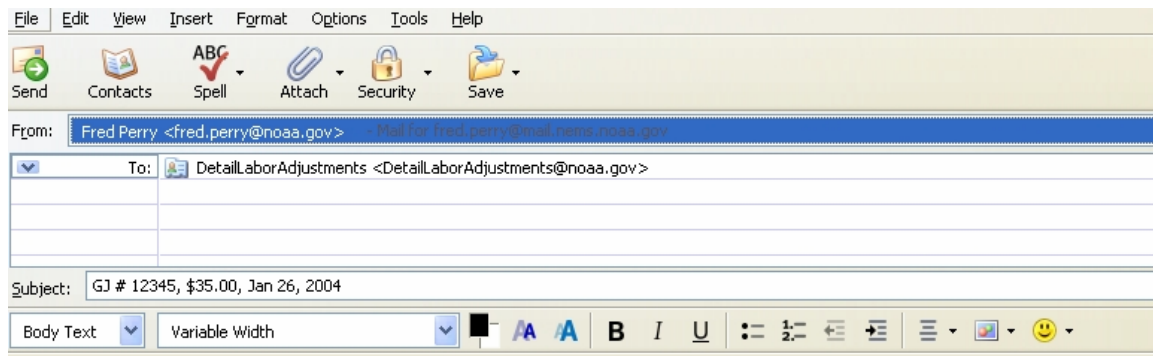 File Edit View Insert Format Options Tools Help
ABC
Send Contacts Spell Attach Security Save
From: Fred Perry <fred.perry@noaa.gov> - Mail for fred.perry@mail.nems.noaa.gov
To: DetailLaborAdjustments <DetailLaborAdjustments@noaa.gov>
Subject: GJ # 12345, $35.00, Jan 26, 2004
Body Text Variable Width AA AA B I U